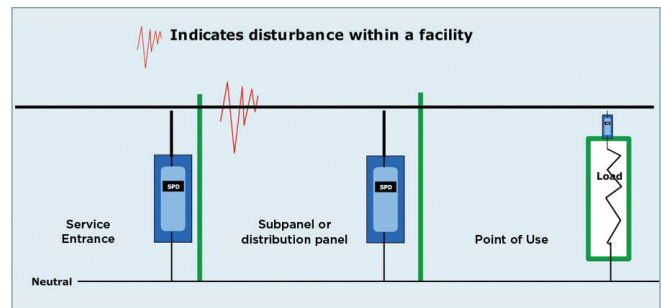 Indicates disturbance within a facility
SPD
SPD
Load
Service
Entrance
Subpanel or
distribution panel
Point of Use
Neutral